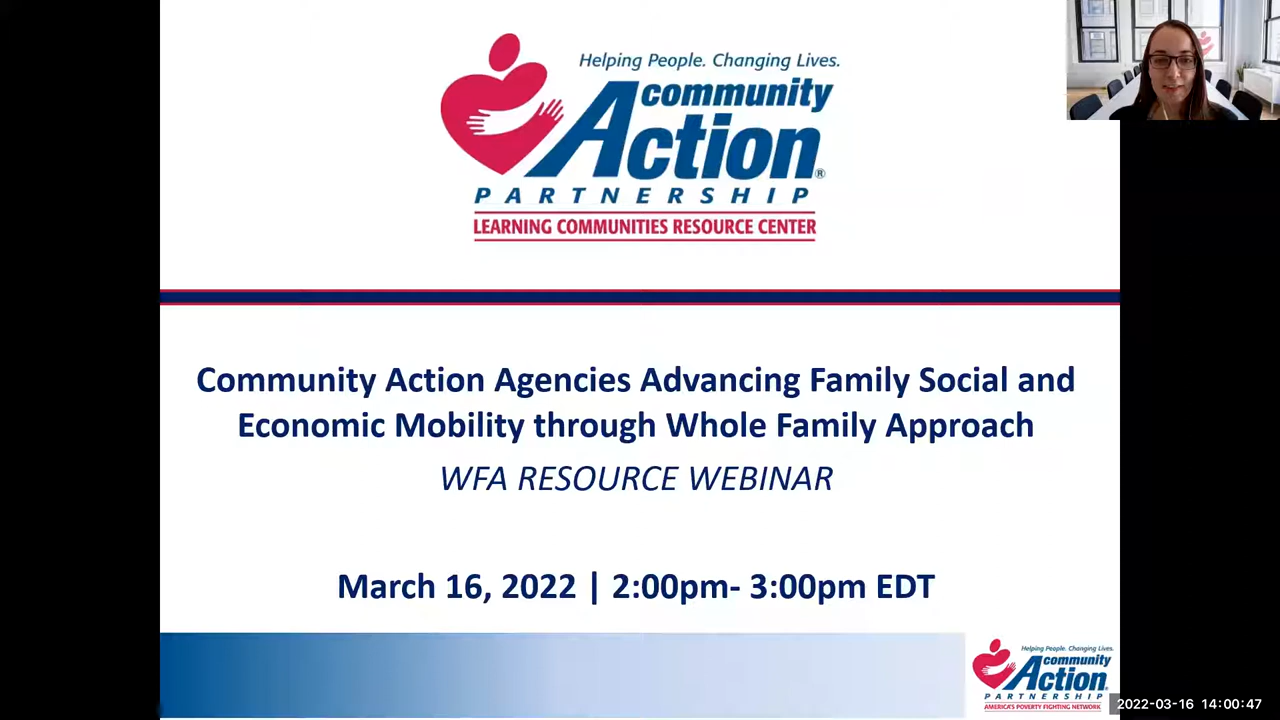 Helping People. Changing Lives.
community
Action®
PARTNERSHIP
LEARNING COMMUNITIES RESOURCE CENTER
Community Action Agencies Advancing Family Social and
Economic Mobility through Whole Family Approach
WFA RESOURCE WEBINAR
March 16, 2022 | 2:00pm- 3:00pm EDT
Helping People. Changing Lives.
community
Action®
PARTNERSHIP
AMERICA'S POVERTY FIGHTING NETWORK
2022-03-16 14:00:47